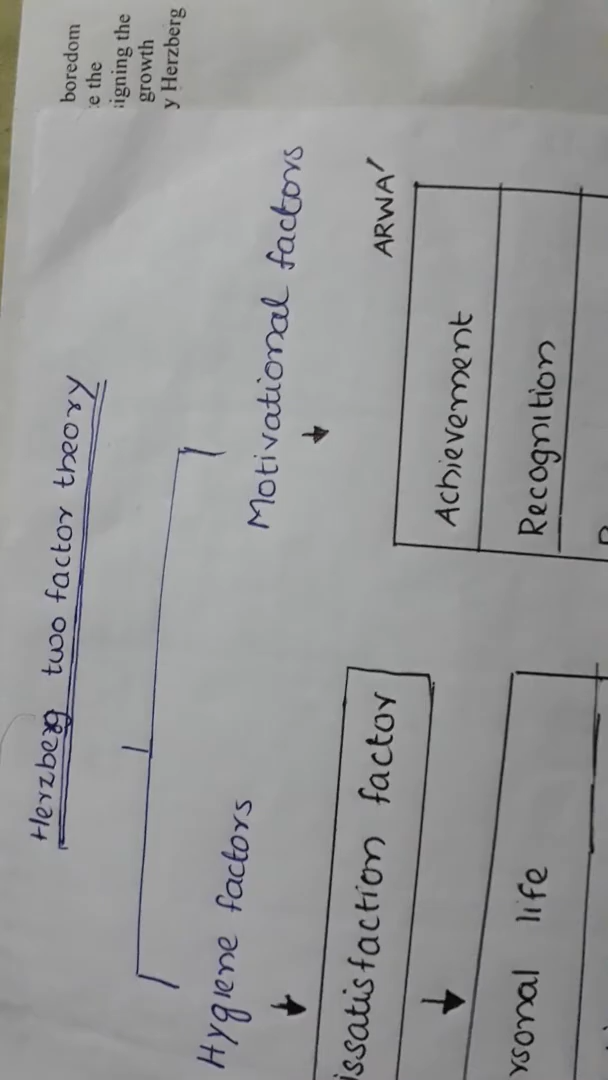 boredom
the
igning the
growth
y Herzberg
Herzberg two factor theory
Hygiene factors
Motivational factors
issatisfaction factor
rsonal life
ARWA
Achievement
Recognition